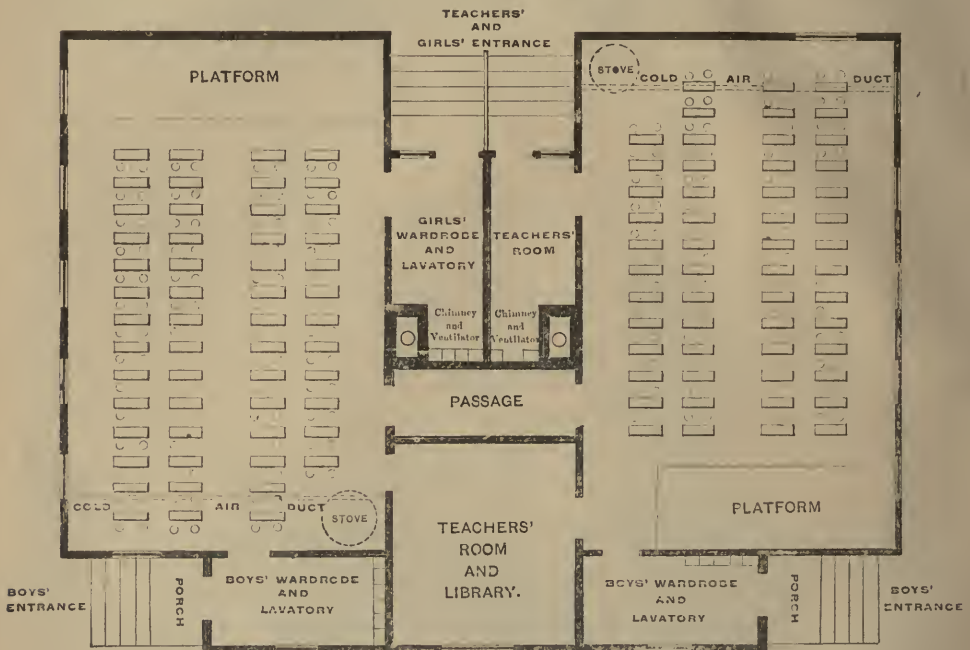 TEACHERS'
AND
GIRLS' ENTRANCE
PLATFORM
STOVE
COLD AIR DUCT
GIRLS'
WARDROBE
AND
LAVATORY
TEACHERS'
ROOM
Chimney
and
Ventilator
Chimney
and
Ventilator
PASSAGE
COLD AIR DUCT
STOVE
TEACHERS'
ROOM
AND
LIBRARY.
PLATFORM
BOYS'
ENTRANCE
PORCH
BOYS' WARDROBE
AND
LAVATORY
BOYS' WARDROBE
AND
LAVATORY
PORCH
BOYS'
ENTRANCE